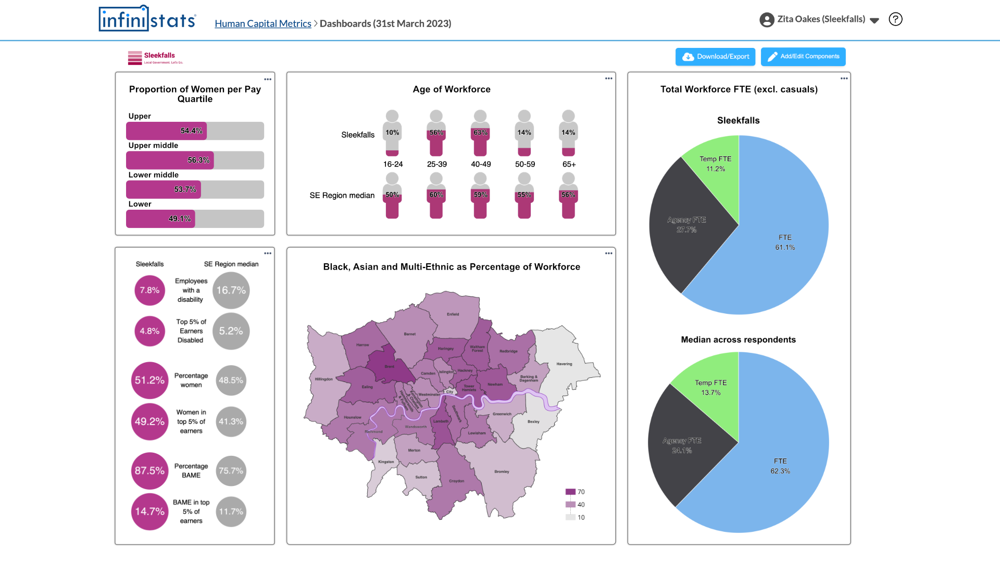 infinistats
Human Capital Metrics > Dashboards (31st March 2023)
Zita Oakes (Sleekfalls)
?
Sleekfalls
Local Government. Let's Go.
Download/Export
Add/Edit Components
Proportion of Women per Pay
Quartile
Upper
54.4%
Upper middle
56.3%
Lower middle
53.7%
Lower
49.1%
Age of Workforce
Sleekfalls
10% 56% 63% 14% 14%
16-24 25-39 40-49 50-59 65+
SE Region median
50% 60% 59% 55% 56%
Total Workforce FTE (excl. casuals)
Sleekfalls
Temp FTE
11.2%
Agency FTE
27.7%
FTE
61.1%
Median across respondents
Temp FTE
13.7%
Agency FTE
24.1%
FTE
62.3%
Sleekfalls SE Region median
7.8%
Employees
with a
disability
16.7%
4.8%
Top 5% of
Earners
Disabled
5.2%
51.2%
Percentage
women
48.5%
49.2%
Women in
top 5% of
earners
41.3%
87.5%
Percentage
BAME
75.7%
14.7%
BAME in top
5% of
earners
11.7%
Black, Asian and Multi-Ethnic as Percentage of Workforce
Enfield
Barnet
Harrow
Haringey
Waltham
Forest
Redbridge
Havering
Brent
Hillingdon
Camden
Islington
Hackney
Barking &
Dagenham
Ealing
Tower
Hamlets
Newham
City
Westminster
Kensington
& Chelsea
Hammersmith
& Fulham
Hounslow
Southwark
Greenwich
Bexley
Lambeth
Wandsworth
Richmond
Lewisham
Merton
Kingston
Sutton
Croydon
Bromley
70
40
10